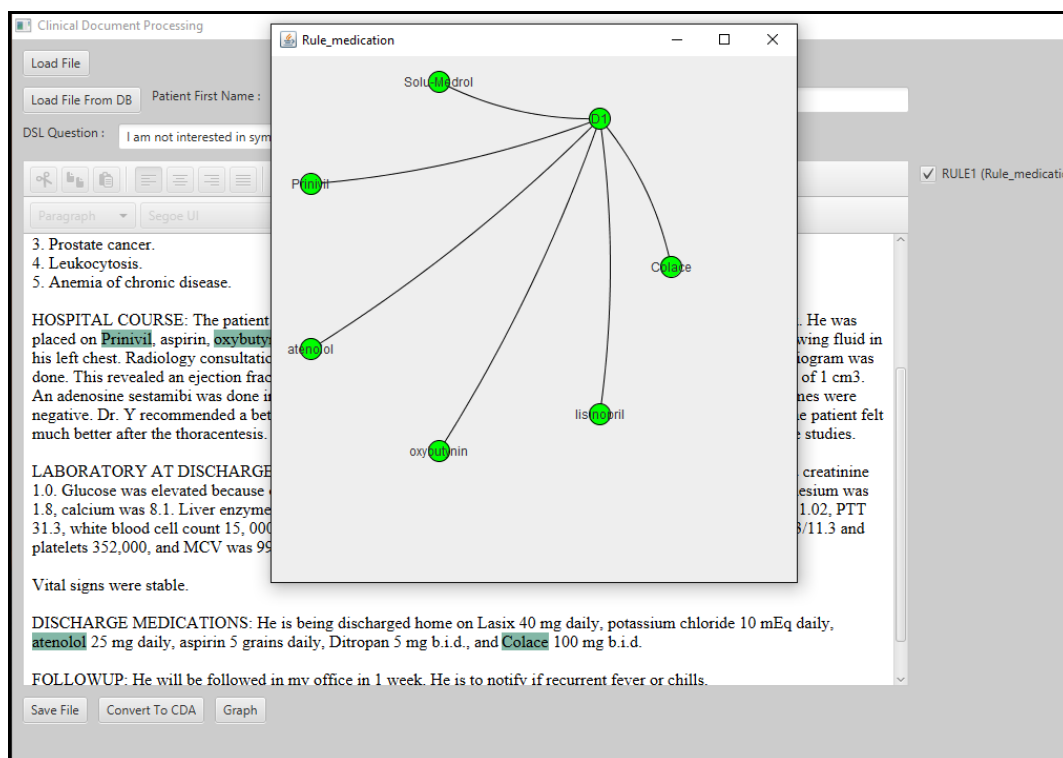 Clinical Document Processing
Rule_medication
Load File
Load File From DB
Patient First Name :
DSL Question :
I am not interested in sym
RULE1 (Rule_medicatio
Paragraph
Segoe UI
Solu-Medrol
D1
Prinivil
Colace
atenolol
lisinopril
oxybutynin
3. Prostate cancer.
4. Leukocytosis.
5. Anemia of chronic disease.
HOSPITAL COURSE: The patient . He was
placed on Prinivil, aspirin, oxybutyn wing fluid in
his left chest. Radiology consultatio iogram was
done. This revealed an ejection frac of 1 cm3.
An adenosine sestamibi was done in mes were
negative. Dr. Y recommended a bet e patient felt
much better after the thoracentesis. e studies.
LABORATORY AT DISCHARGE creatinine
1.0. Glucose was elevated because esium was
1.8, calcium was 8.1. Liver enzyme 1.02, PTT
31.3, white blood cell count 15, 000 3/11.3 and
platelets 352,000, and MCV was 99
Vital signs were stable.
DISCHARGE MEDICATIONS: He is being discharged home on Lasix 40 mg daily, potassium chloride 10 mEq daily,
atenolol 25 mg daily, aspirin 5 grains daily, Ditropan 5 mg b.i.d., and Colace 100 mg b.i.d.
FOLLOWUP: He will be followed in my office in 1 week. He is to notify if recurrent fever or chills.
Save File
Convert To CDA
Graph